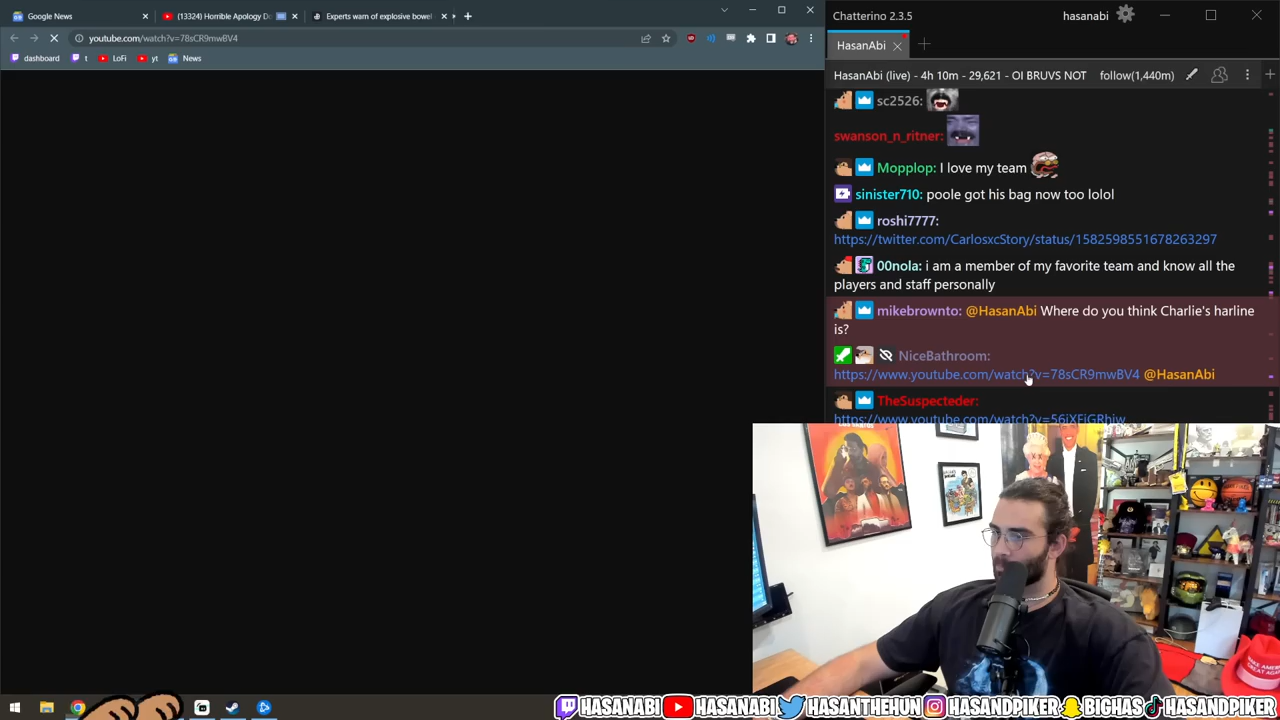 Google News
(13324) Horrible Apology D
Experts warn of explosive bowel
youtube.com/watch?v=78sCR9mwBV4
dashboard
t
LoFi
yt
News
Chatterino 2.3.5
hasanabi
HasanAbi
HasanAbi (live) - 4h 10m - 29,621 - OI BRUVS NOT
follow(1,440m)
sc2526:
swanson_n_ritner:
Mopplop: I love my team
sinister710: poole got his bag now too lolol
roshi7777:
https://twitter.com/CarlosxcStory/status/1582598551678263297
00nola: i am a member of my favorite team and know all the
players and staff personally
mikebrownto: @HasanAbi Where do you think Charlie's harline
is?
NiceBathroom:
https://www.youtube.com/watch?v=78sCR9mwBV4 @HasanAbi
TheSuspecteder:
HASANABI
HASANABI
HASANTHEHUN
HASANDPIKER
BIGHAS
HASANDPIKER